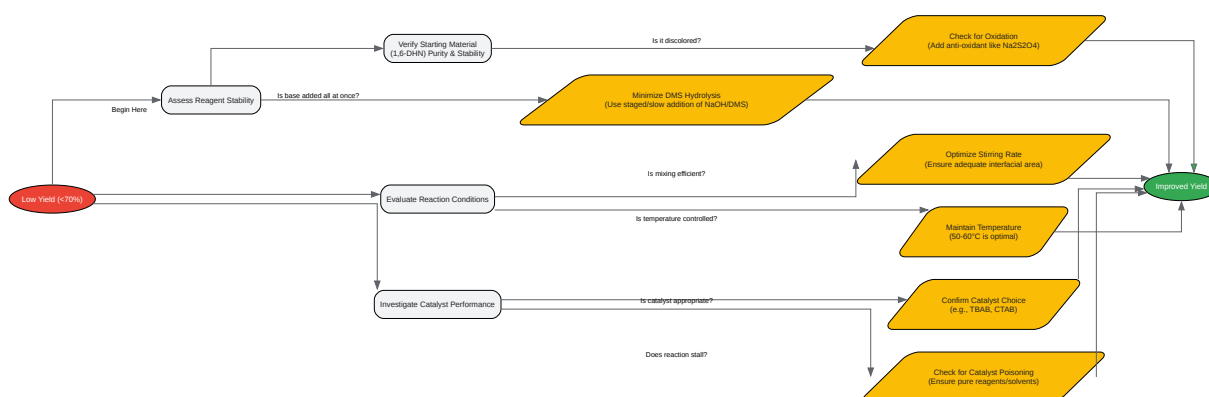 Verify Starting Material
(1,6-DHN) Purity & Stability
Is it discolored?
Check for Oxidation
(Add anti-oxidant like Na2S2O4)
Assess Reagent Stability
Begin Here
Is base added all at once?
Minimize DMS Hydrolysis
(Use staged/slow addition of NaOH/DMS)
Low Yield (<70%)
Evaluate Reaction Conditions
Is mixing efficient?
Optimize Stirring Rate
(Ensure adequate interfacial area)
Improved Yield
Is temperature controlled?
Maintain Temperature
(50-60°C is optimal)
Investigate Catalyst Performance
Is catalyst appropriate?
Confirm Catalyst Choice
(e.g., TBAB, CTAB)
Does reaction stall?
Check for Catalyst Poisoning
(Ensure pure reagents/solvents)